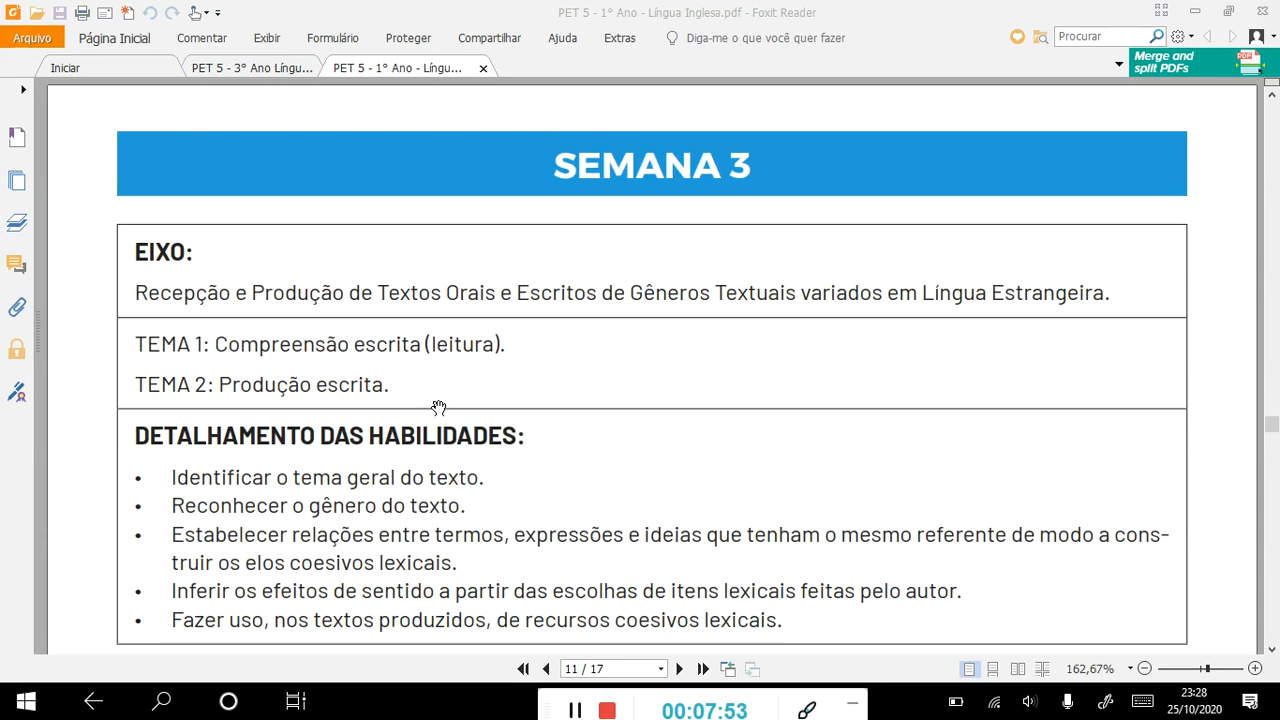 PET 5 - 1° Ano - Língua Inglesa.pdf - Foxit Reader
Arquivo Página Inicial Comentar Exibir Formulário Proteger Compartilhar Ajuda Extras Diga-me o que você quer fazer Procurar
Iniciar PET 5 - 3° Ano Língu... PET 5 - 1° Ano - Língu... Merge and
split PDFs
SEMANA 3
EIXO:
Recepção e Produção de Textos Orais e Escritos de Gêneros Textuais variados em Língua Estrangeira.
TEMA 1: Compreensão escrita (leitura).
TEMA 2: Produção escrita.
DETALHAMENTO DAS HABILIDADES:
• Identificar o tema geral do texto.
• Reconhecer o gênero do texto.
• Estabelecer relações entre termos, expressões e ideias que tenham o mesmo referente de modo a cons-
truir os elos coesivos lexicais.
• Inferir os efeitos de sentido a partir das escolhas de itens lexicais feitas pelo autor.
• Fazer uso, nos textos produzidos, de recursos coesivos lexicais.
11 / 17 162,67%
00:07:53
23:28
25/10/2020